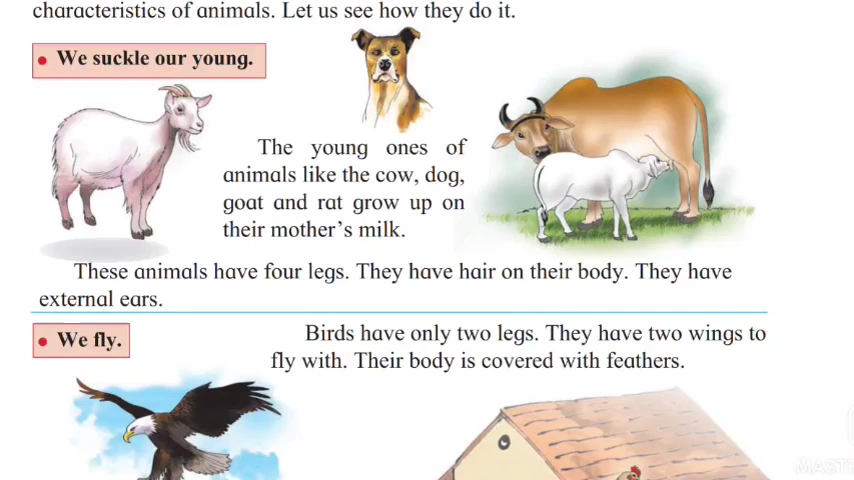 characteristics of animals. Let us see how they do it.
• We suckle our young.
The young ones of
animals like the cow, dog,
goat and rat grow up on
their mother's milk.
These animals have four legs. They have hair on their body. They have
external ears.
• We fly.
Birds have only two legs. They have two wings to
fly with. Their body is covered with feathers.